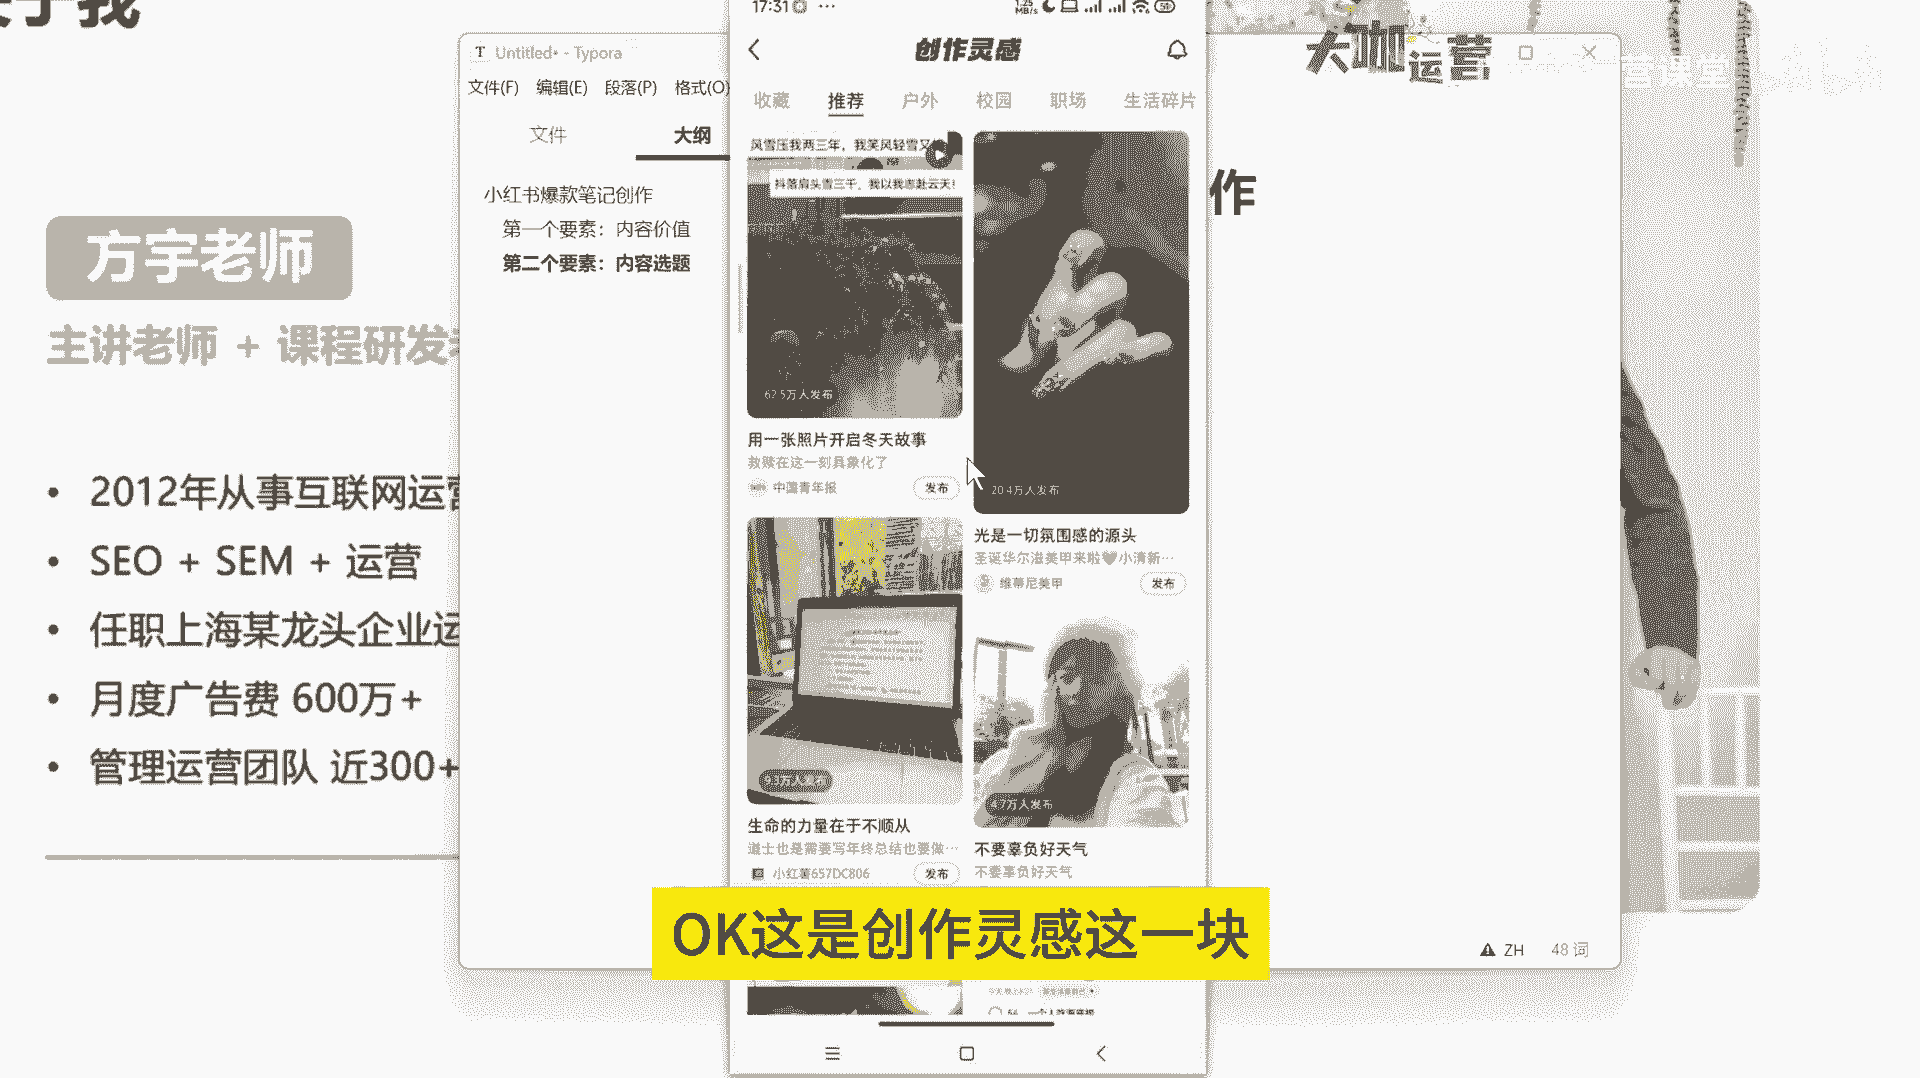 关于我
方宇老师
主讲老师 + 课程研发
2012年从事互联网运营
SEO + SEM + 运营
任职上海某龙头企业运
月度广告费 600万+
管理运营团队 近300+
Untitled• - Typora
文件(F) 编辑(E) 段落(P) 格式(O)
文件 大纲
小红书爆款笔记创作
第一个要素：内容价值
第二个要素：内容选题
作
大咖运营
营课堂
bilibili
ZH 48 词
17:31
1.25 MB/s
创作灵感
收藏 推荐 户外 校园 职场 生活碎片
风雪压我两三年，我笑风轻雪又
抖落肩头雪三千，我以我志赴云天！
62.5万人发布
用一张照片开启冬天故事
救赎在这一刻具象化了
中国青年报 发布
20.4万人发布
光是一切氛围感的源头
圣诞华尔滋美甲来啦🖤小清新…
维蒂尼美甲 发布
9.3万人发布
生命的力量在于不顺从
道士也是需要写年终总结也要做…
小红薯657DC806 发布
4.7万人发布
不要辜负好天气
不要辜负好天气
OK这是创作灵感这一块